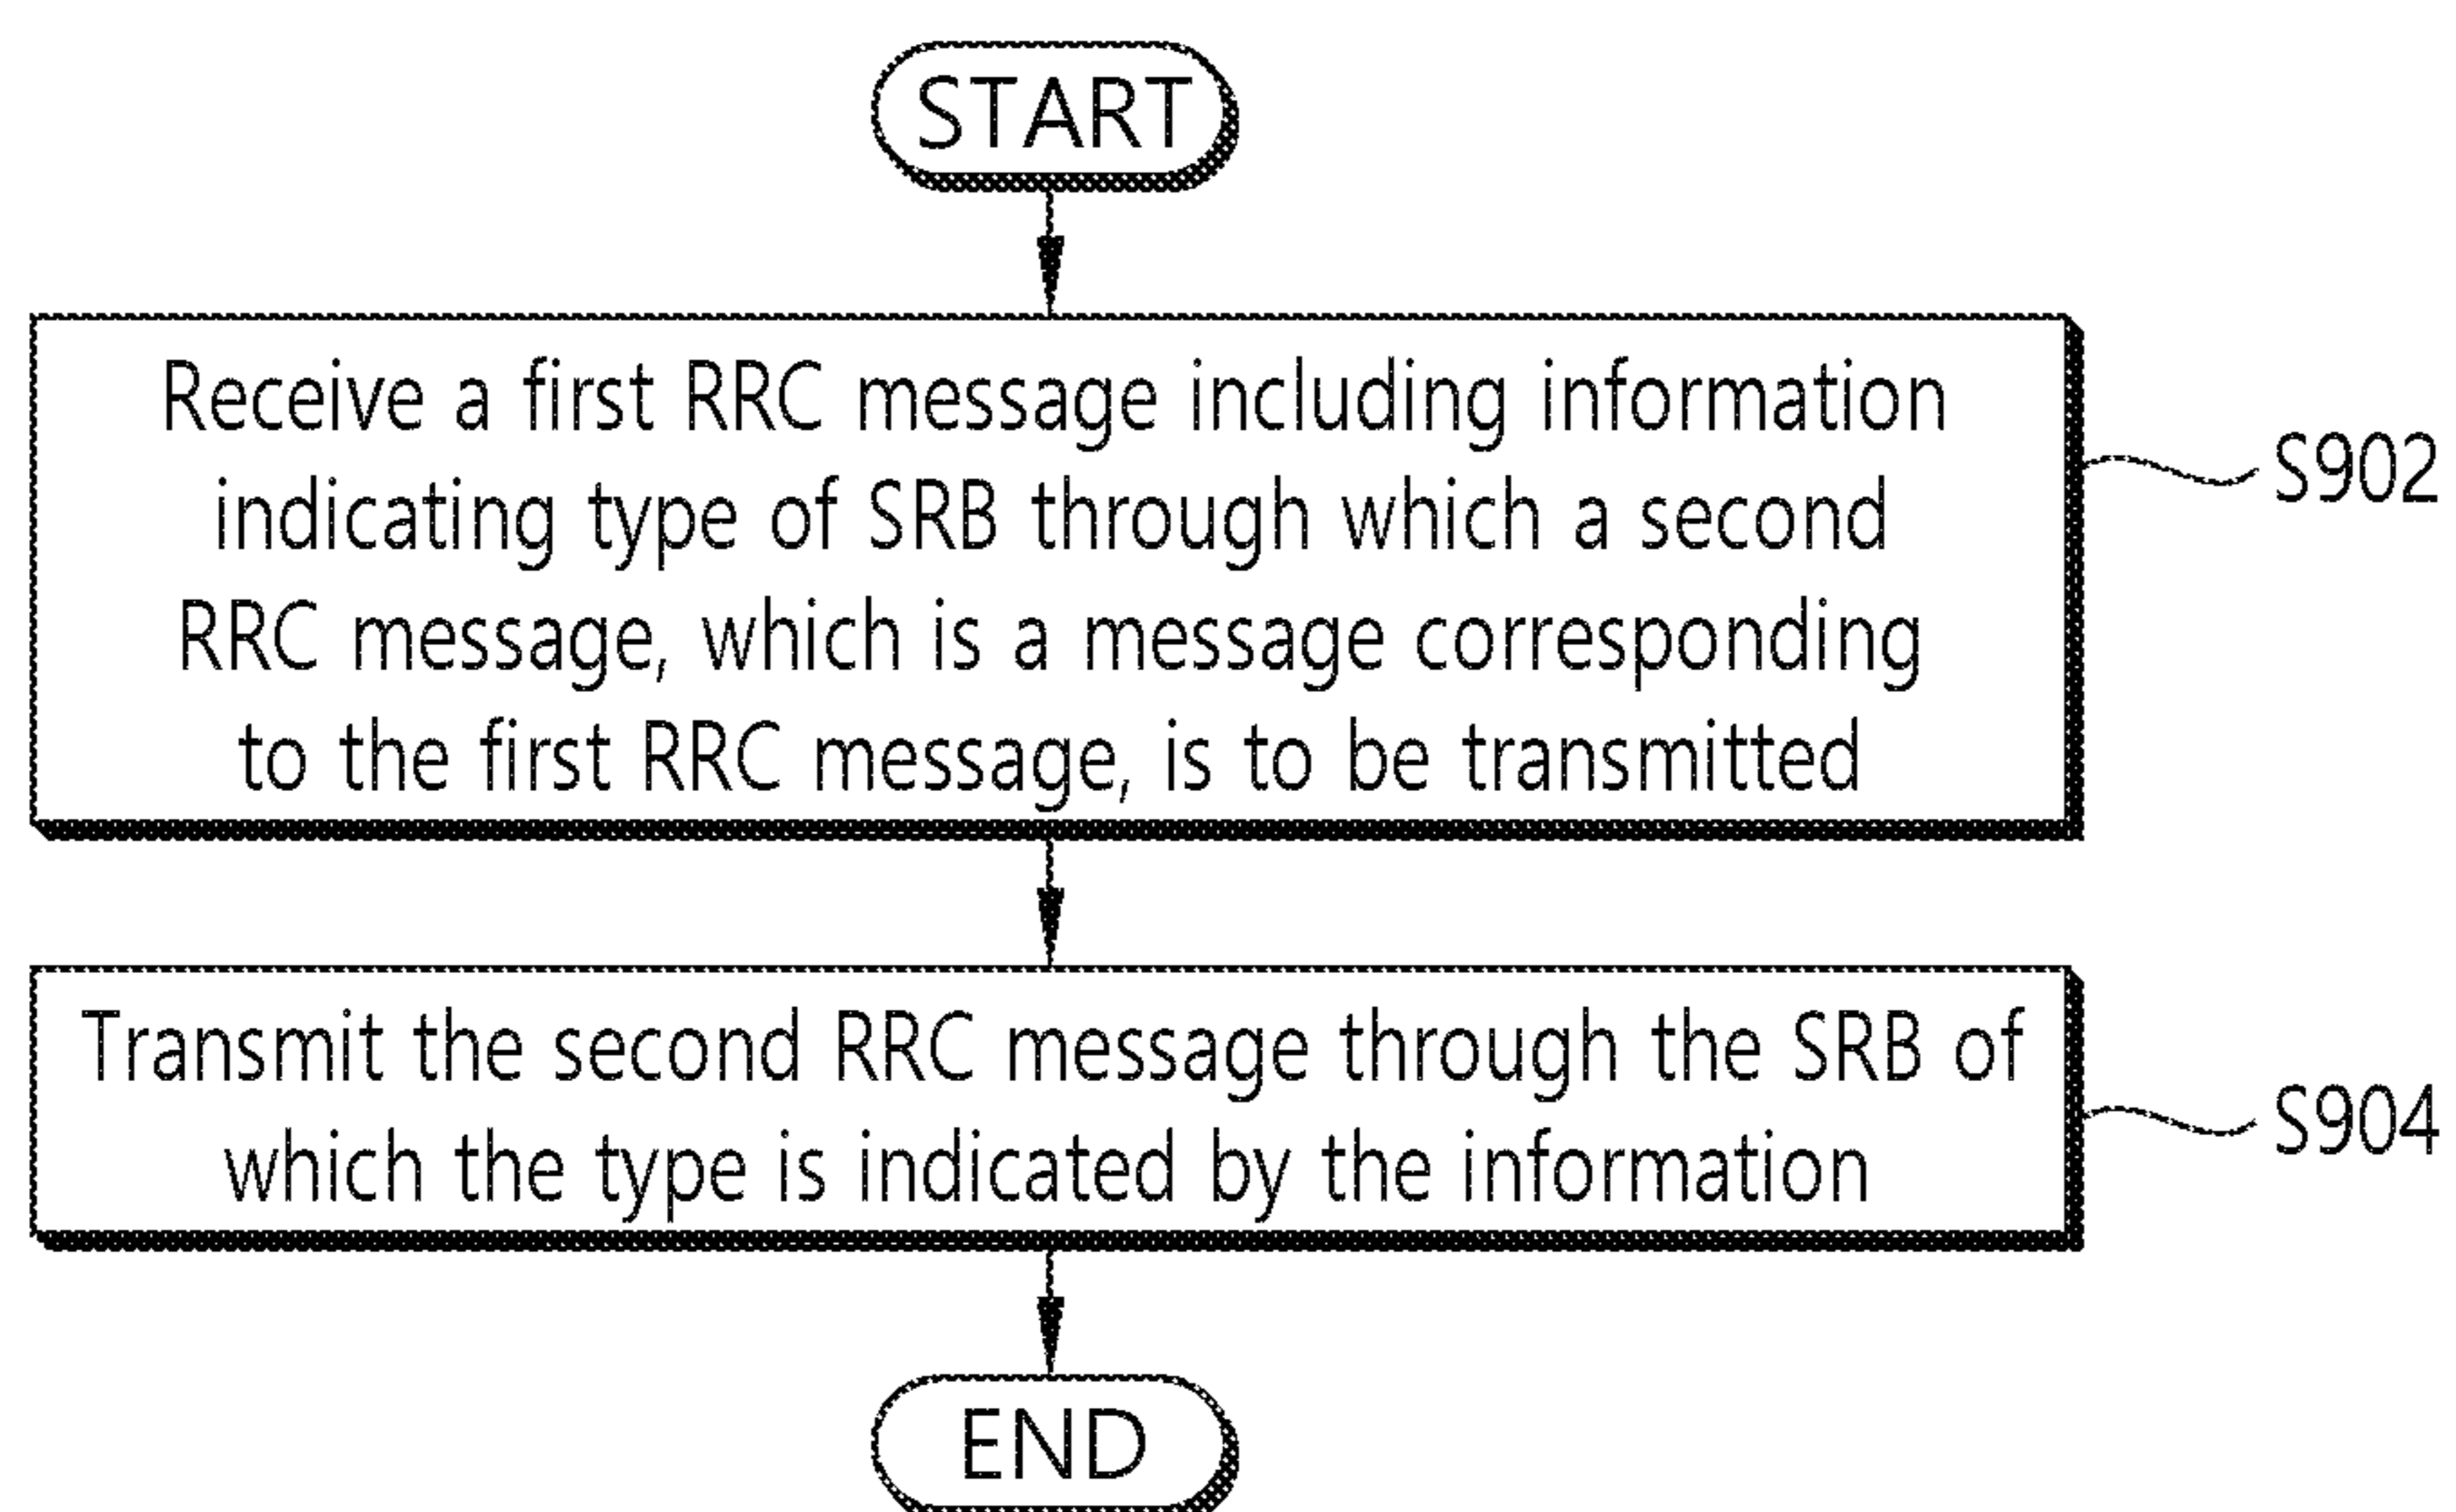 START
Receive a first RRC message including information
indicating type of SRB through which a second
RRC message, which is a message corresponding
to the first RRC message, is to be transmitted
S902
Transmit the second RRC message through the SRB of
which the type is indicated by the information
S904
END